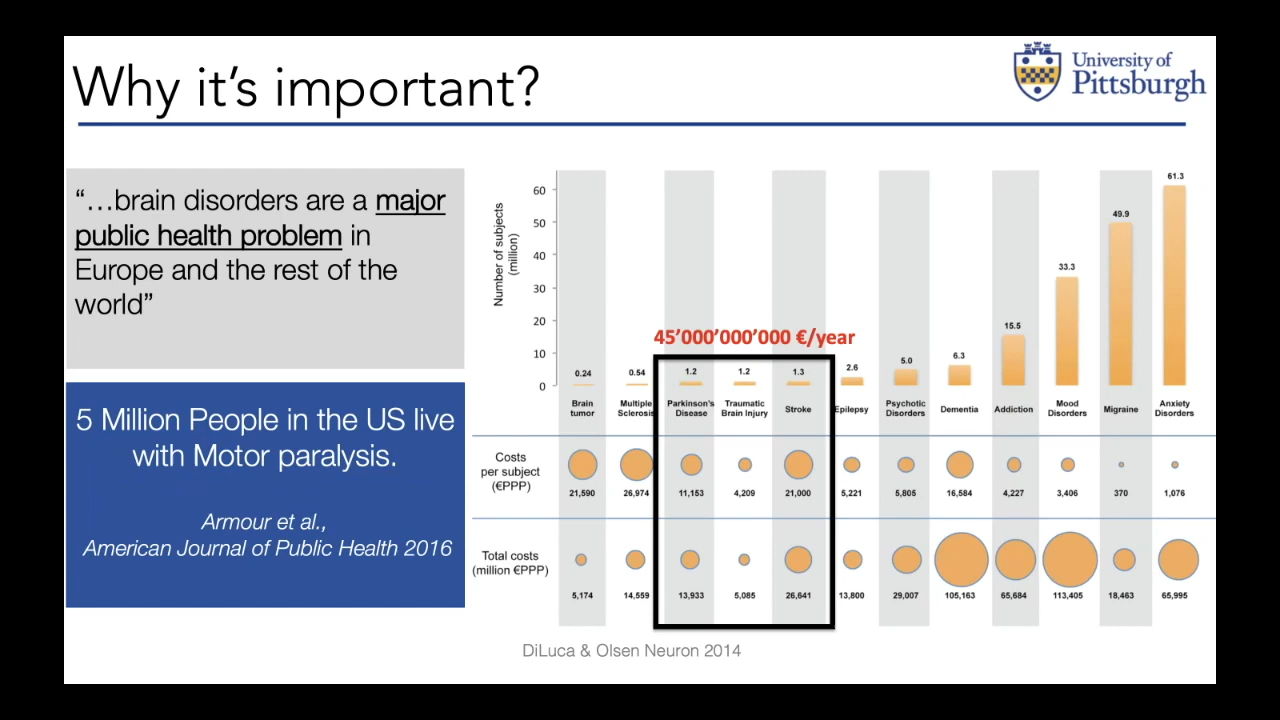 Why it's important?
University of
Pittsburgh
“…brain disorders are a major
public health problem in
Europe and the rest of the
world”
5 Million People in the US live
with Motor paralysis.
Armour et al.,
American Journal of Public Health 2016
Number of subjects
(million)
60
50
40
30
20
10
0
45’000’000’000 €/year
0.24
0.54
1.2
1.2
1.3
2.6
5.0
6.3
15.5
33.3
49.9
61.3
Brain
tumor
Multiple
Sclerosis
Parkinson's
Disease
Traumatic
Brain Injury
Stroke
Epilepsy
Psychotic
Disorders
Dementia
Addiction
Mood
Disorders
Migraine
Anxiety
Disorders
Costs
per subject
(€PPP)
21,590
26,974
11,153
4,209
21,000
5,221
5,805
16,584
4,227
3,406
370
1,076
Total costs
(million €PPP)
5,174
14,559
13,933
5,085
26,641
13,800
29,007
105,163
65,684
113,405
18,463
65,995
DiLuca & Olsen Neuron 2014